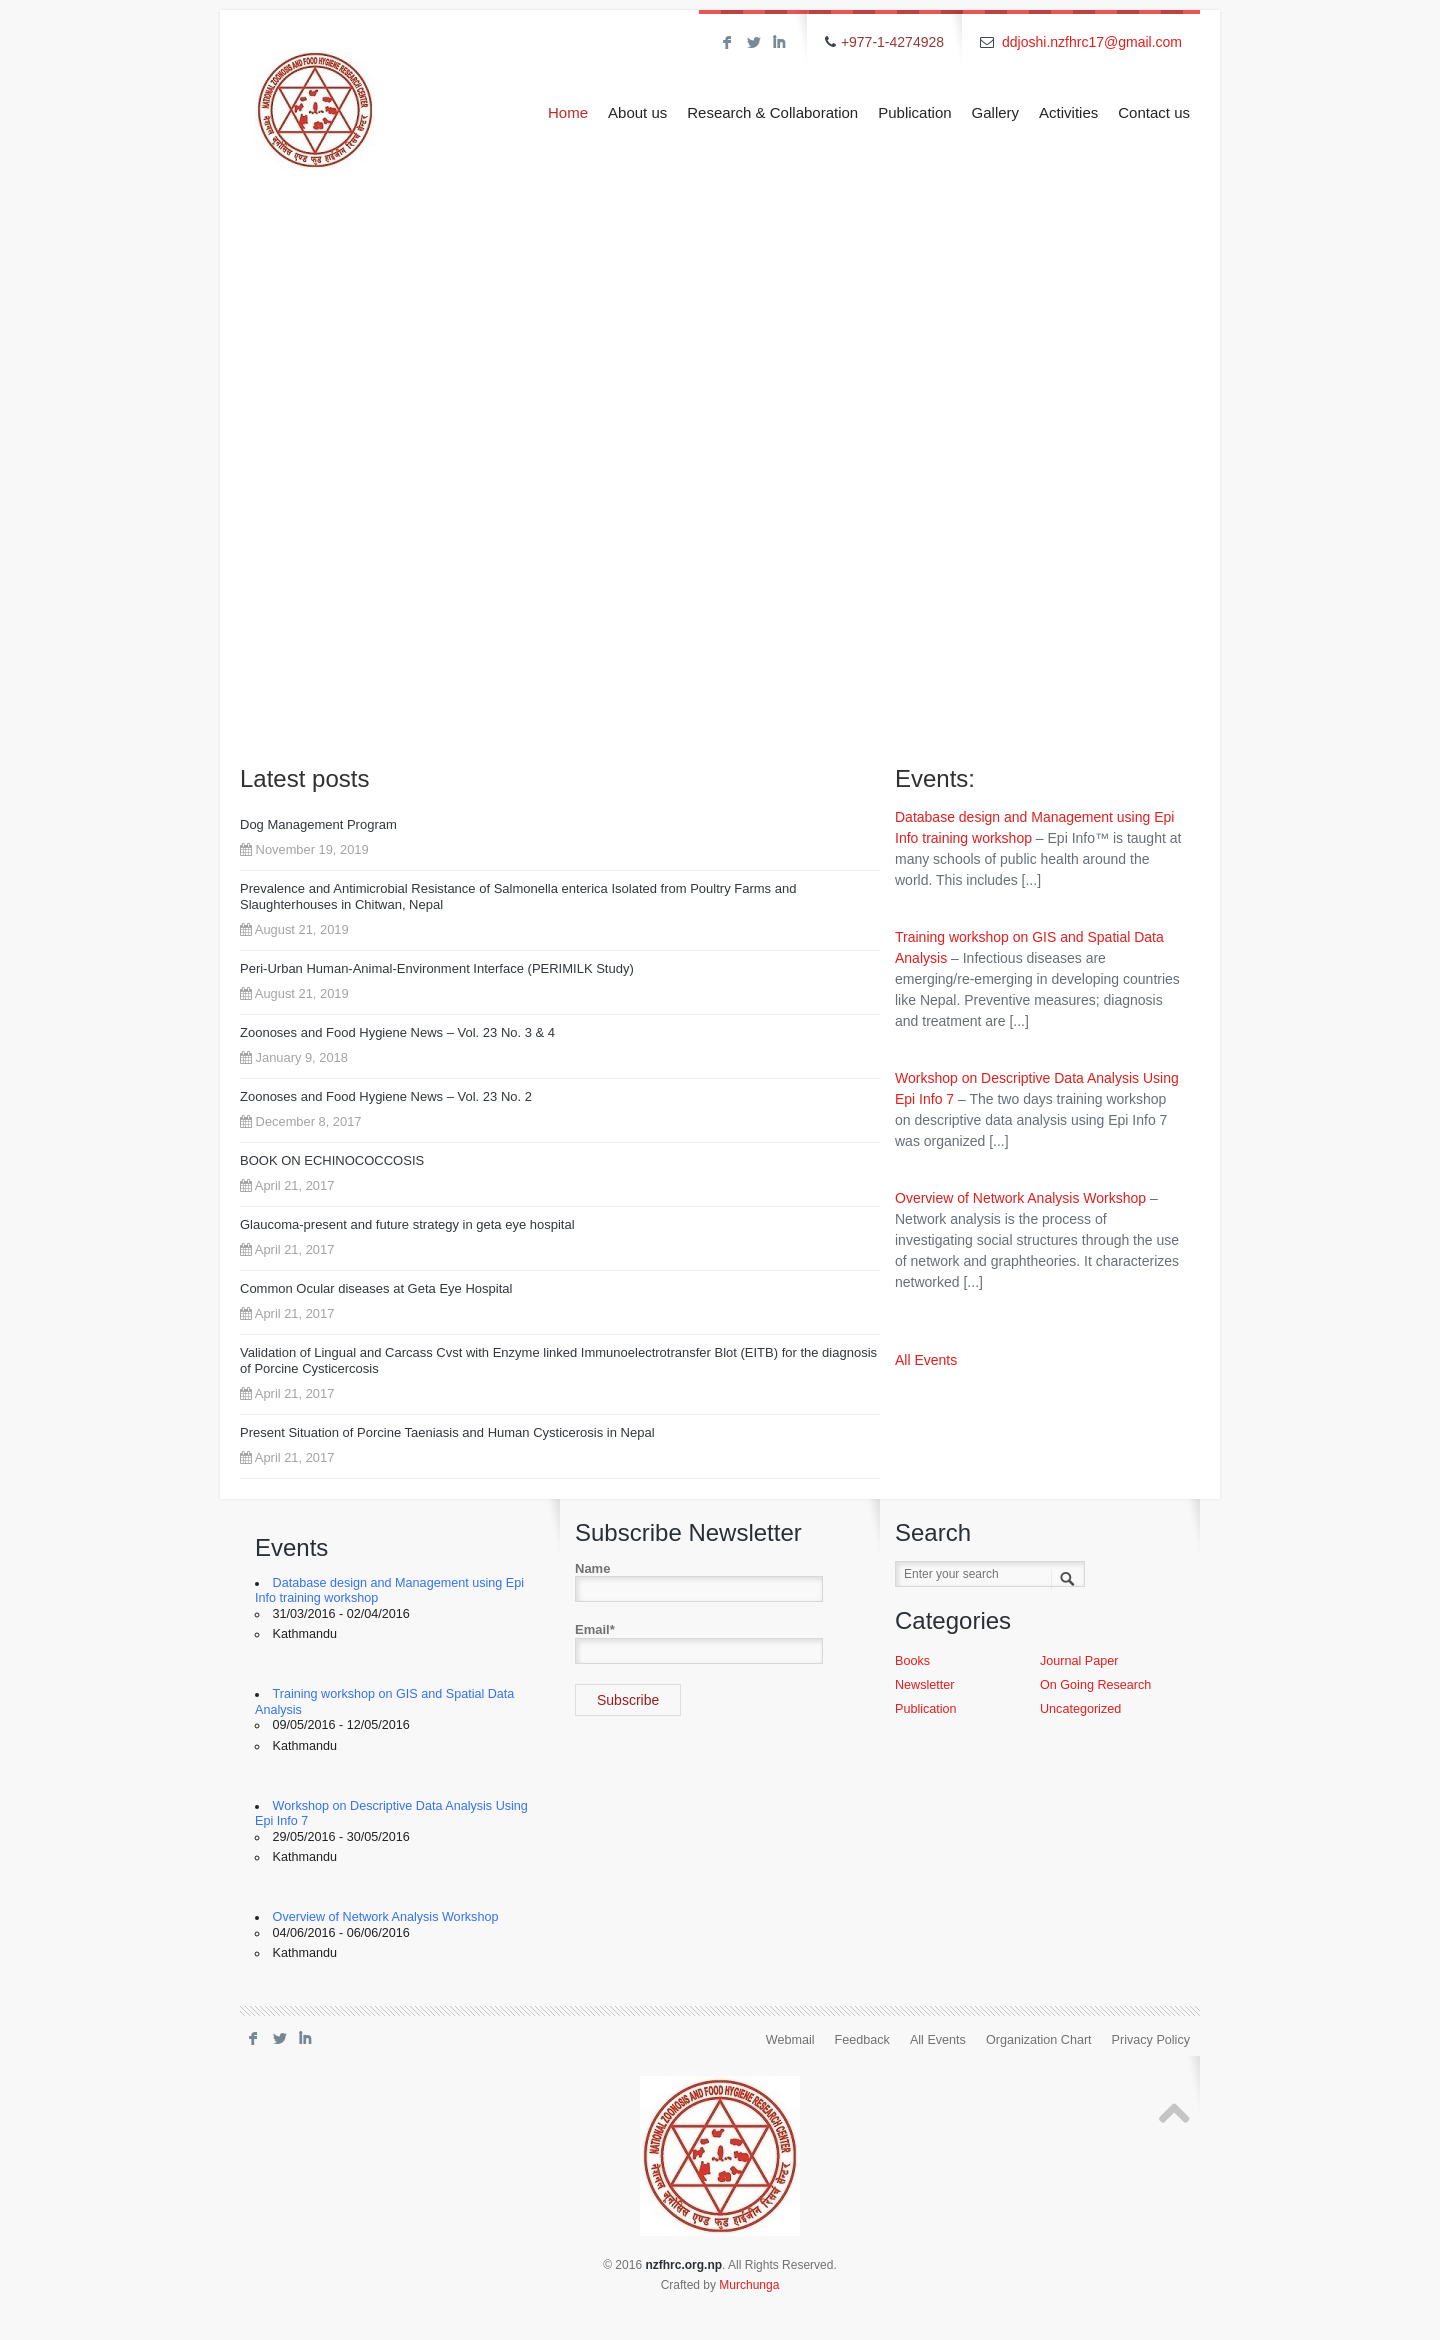 +977-1-4274928
ddjoshi.nzfhrc17@gmail.com
NATIONAL ZOONOSIS AND FOOD HYGIENE RESEARCH CENTER
नेशनल जूनोसिस एण्ड फुड हाईजीन रिसर्च सेन्टर
Home
About us
Research & Collaboration
Publication
Gallery
Activities
Contact us
Latest posts
Dog Management Program
November 19, 2019
Prevalence and Antimicrobial Resistance of Salmonella enterica Isolated from Poultry Farms and
Slaughterhouses in Chitwan, Nepal
August 21, 2019
Peri-Urban Human-Animal-Environment Interface (PERIMILK Study)
August 21, 2019
Zoonoses and Food Hygiene News – Vol. 23 No. 3 & 4
January 9, 2018
Zoonoses and Food Hygiene News – Vol. 23 No. 2
December 8, 2017
BOOK ON ECHINOCOCCOSIS
April 21, 2017
Glaucoma-present and future strategy in geta eye hospital
April 21, 2017
Common Ocular diseases at Geta Eye Hospital
April 21, 2017
Validation of Lingual and Carcass Cvst with Enzyme linked Immunoelectrotransfer Blot (EITB) for the diagnosis
of Porcine Cysticercosis
April 21, 2017
Present Situation of Porcine Taeniasis and Human Cysticerosis in Nepal
April 21, 2017
Events:
Database design and Management using Epi
Info training workshop – Epi Info™ is taught at
many schools of public health around the
world. This includes [...]
Training workshop on GIS and Spatial Data
Analysis – Infectious diseases are
emerging/re-emerging in developing countries
like Nepal. Preventive measures; diagnosis
and treatment are [...]
Workshop on Descriptive Data Analysis Using
Epi Info 7 – The two days training workshop
on descriptive data analysis using Epi Info 7
was organized [...]
Overview of Network Analysis Workshop –
Network analysis is the process of
investigating social structures through the use
of network and graphtheories. It characterizes
networked [...]
All Events
Events
Database design and Management using Epi
Info training workshop
31/03/2016 - 02/04/2016
Kathmandu
Training workshop on GIS and Spatial Data
Analysis
09/05/2016 - 12/05/2016
Kathmandu
Workshop on Descriptive Data Analysis Using
Epi Info 7
29/05/2016 - 30/05/2016
Kathmandu
Overview of Network Analysis Workshop
04/06/2016 - 06/06/2016
Kathmandu
Subscribe Newsletter
Name
Email*
Subscribe
Search
Enter your search
Categories
Books
Journal Paper
Newsletter
On Going Research
Publication
Uncategorized
Webmail
Feedback
All Events
Organization Chart
Privacy Policy
NATIONAL ZOONOSIS AND FOOD HYGIENE RESEARCH CENTER
नेशनल जूनोसिस एण्ड फुड हाईजीन रिसर्च सेन्टर
© 2016 nzfhrc.org.np. All Rights Reserved.
Crafted by Murchunga